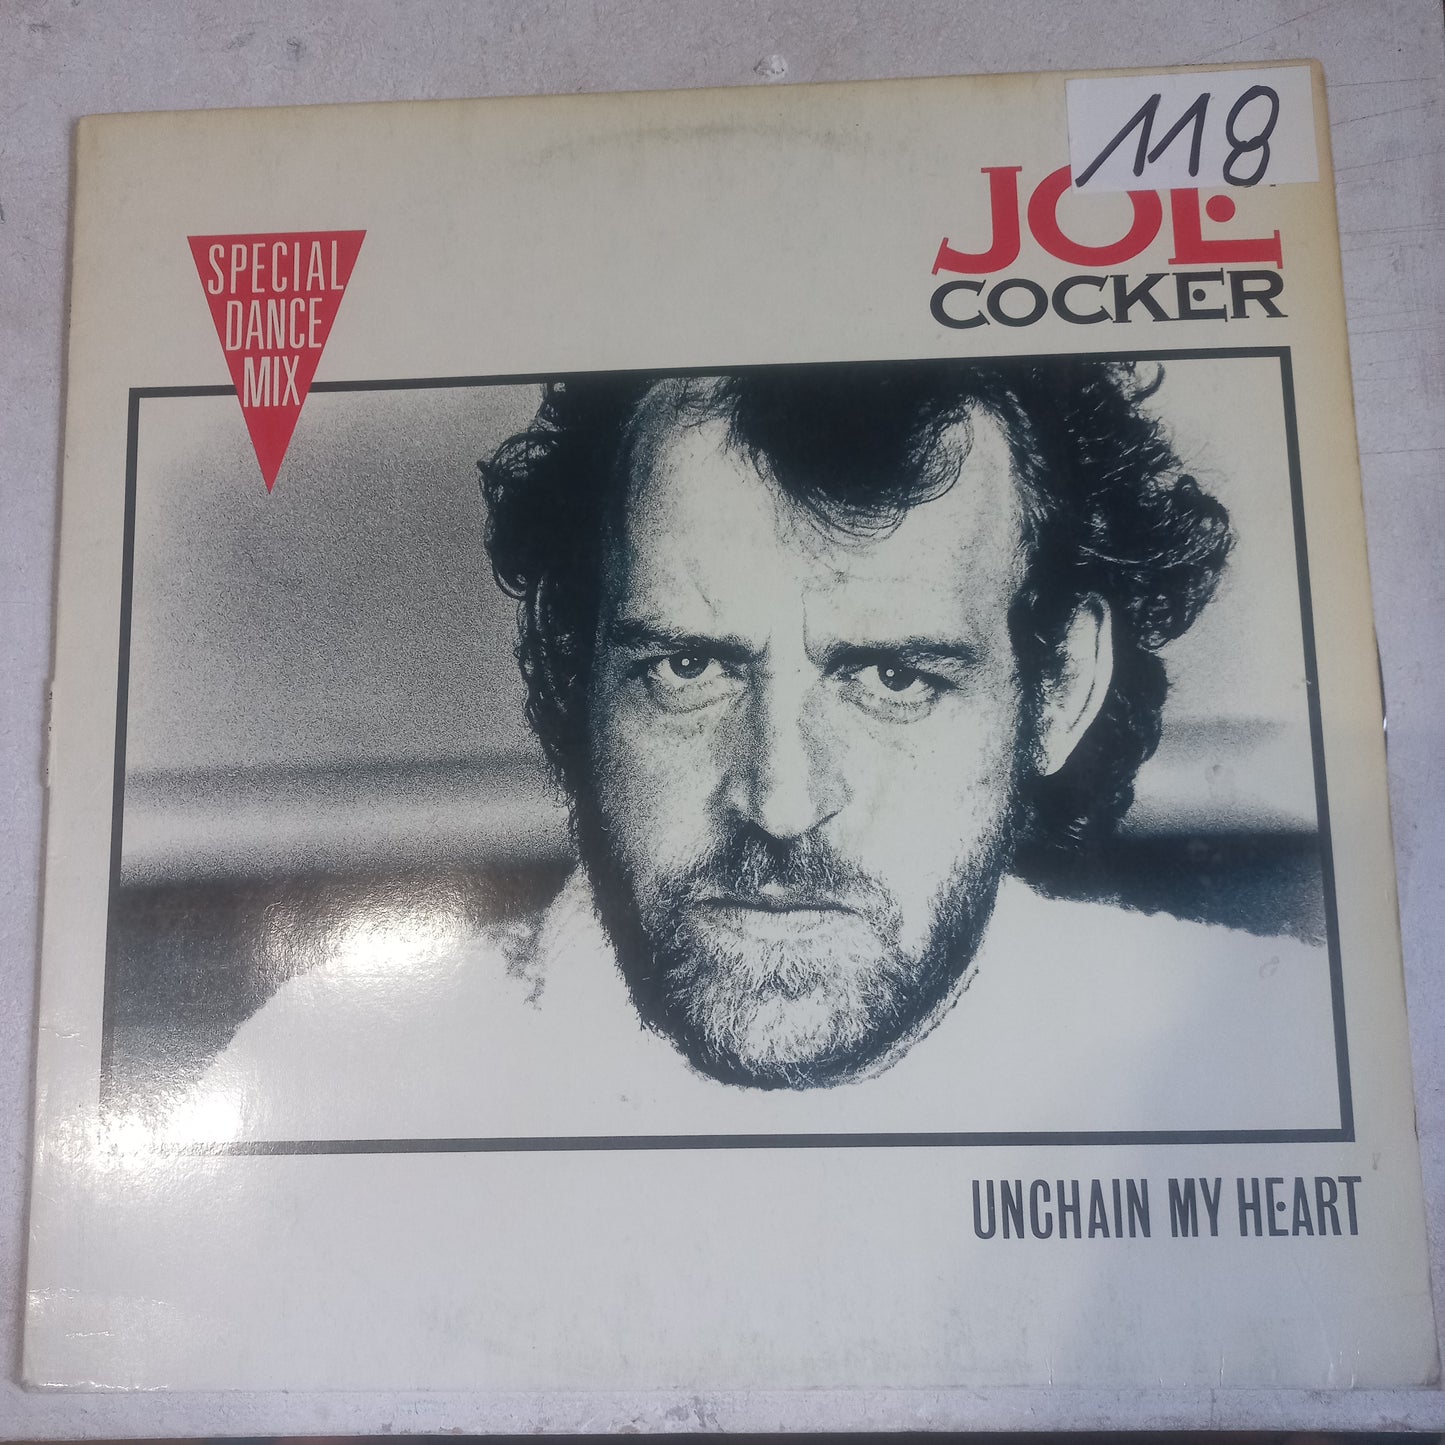 118
JOE
COCKER
SPECIAL
DANCE
MIX
UNCHAIN MY HEART